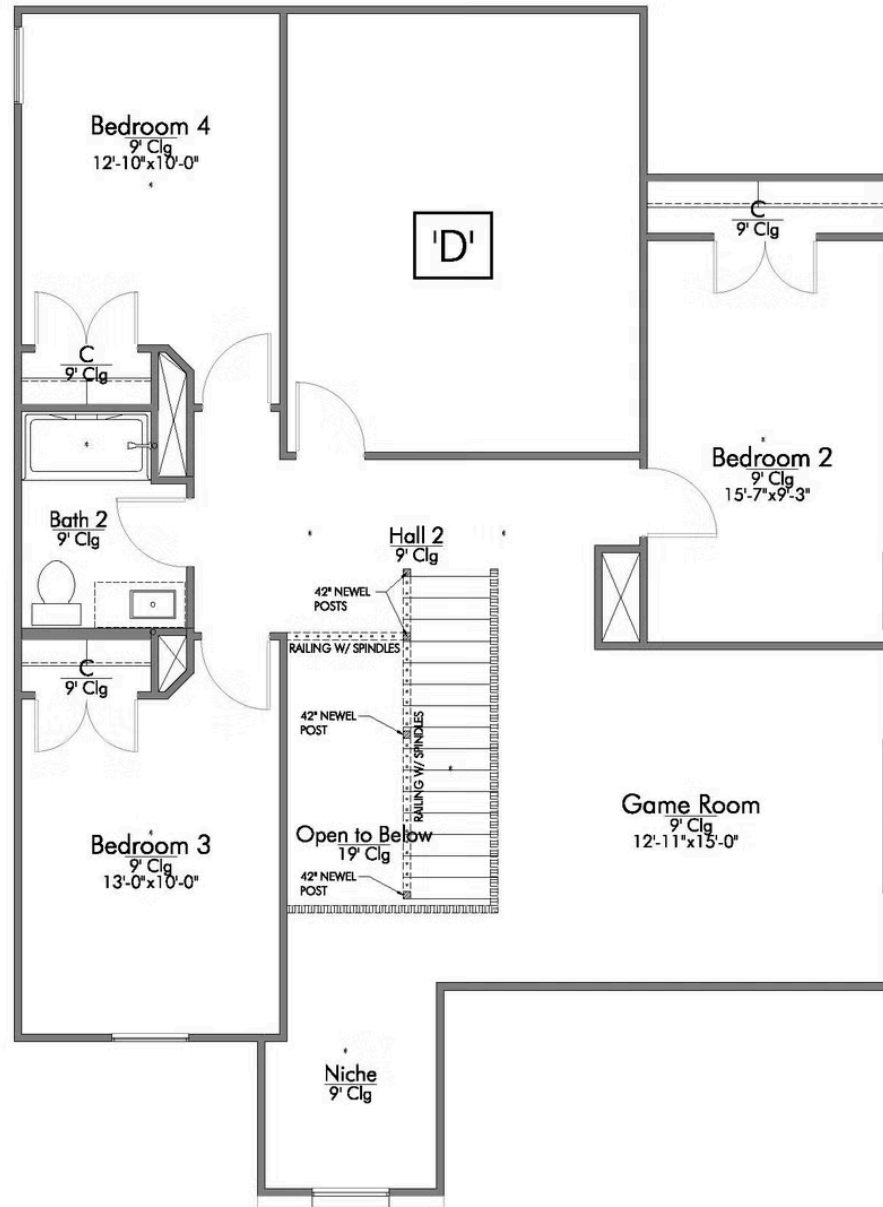 Bedroom 4
9' Clg
12'-10"x10'-0"
'D'
C
9' Clg
C
9' Clg
Bedroom 2
9' Clg
15'-7"x9'-3"
Bath 2
9' Clg
Hall 2
9' Clg
42" NEWEL
POSTS
RAILING W/ SPINDLES
C
9' Clg
42" NEWEL
POST
RAILING W/ SPINDLES
Game Room
9' Clg
12'-11"x15'-0"
Bedroom 3
9' Clg
13'-0"x10'-0"
Open to Below
19' Clg
42" NEWEL
POST
Niche
9' Clg